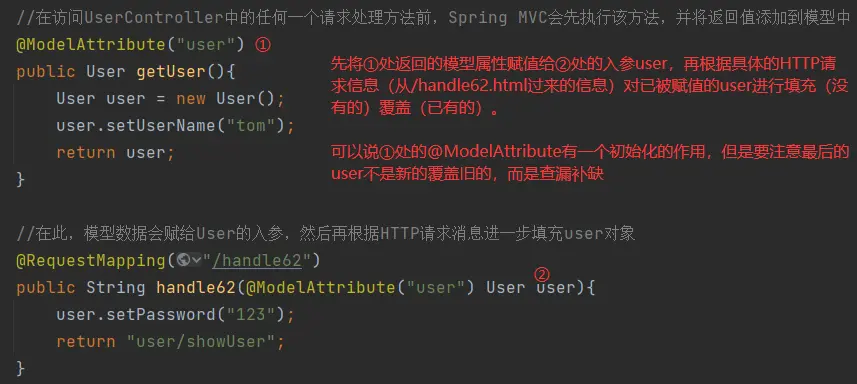 //在访问UserController中的任何一个请求处理方法前，Spring MVC会先执行该方法，并将返回值添加到模型中
@ModelAttribute("user") ①
public User getUser(){
User user = new User();
user.setUserName("tom");
return user;
}
先将①处返回的模型属性赋值给②处的入参user，再根据具体的HTTP请
求信息（从/handle62.html过来的信息）对已被赋值的user进行填充（没
有的）覆盖（已有的）。
可以说①处的@ModelAttribute有一个初始化的作用，但是要注意最后的
user不是新的覆盖旧的，而是查漏补缺
//在此，模型数据会赋给User的入参，然后再根据HTTP请求消息进一步填充user对象
@RequestMapping("/handle62")
②
public String handle62(@ModelAttribute("user") User user){
user.setPassword("123");
return "user/showUser";
}